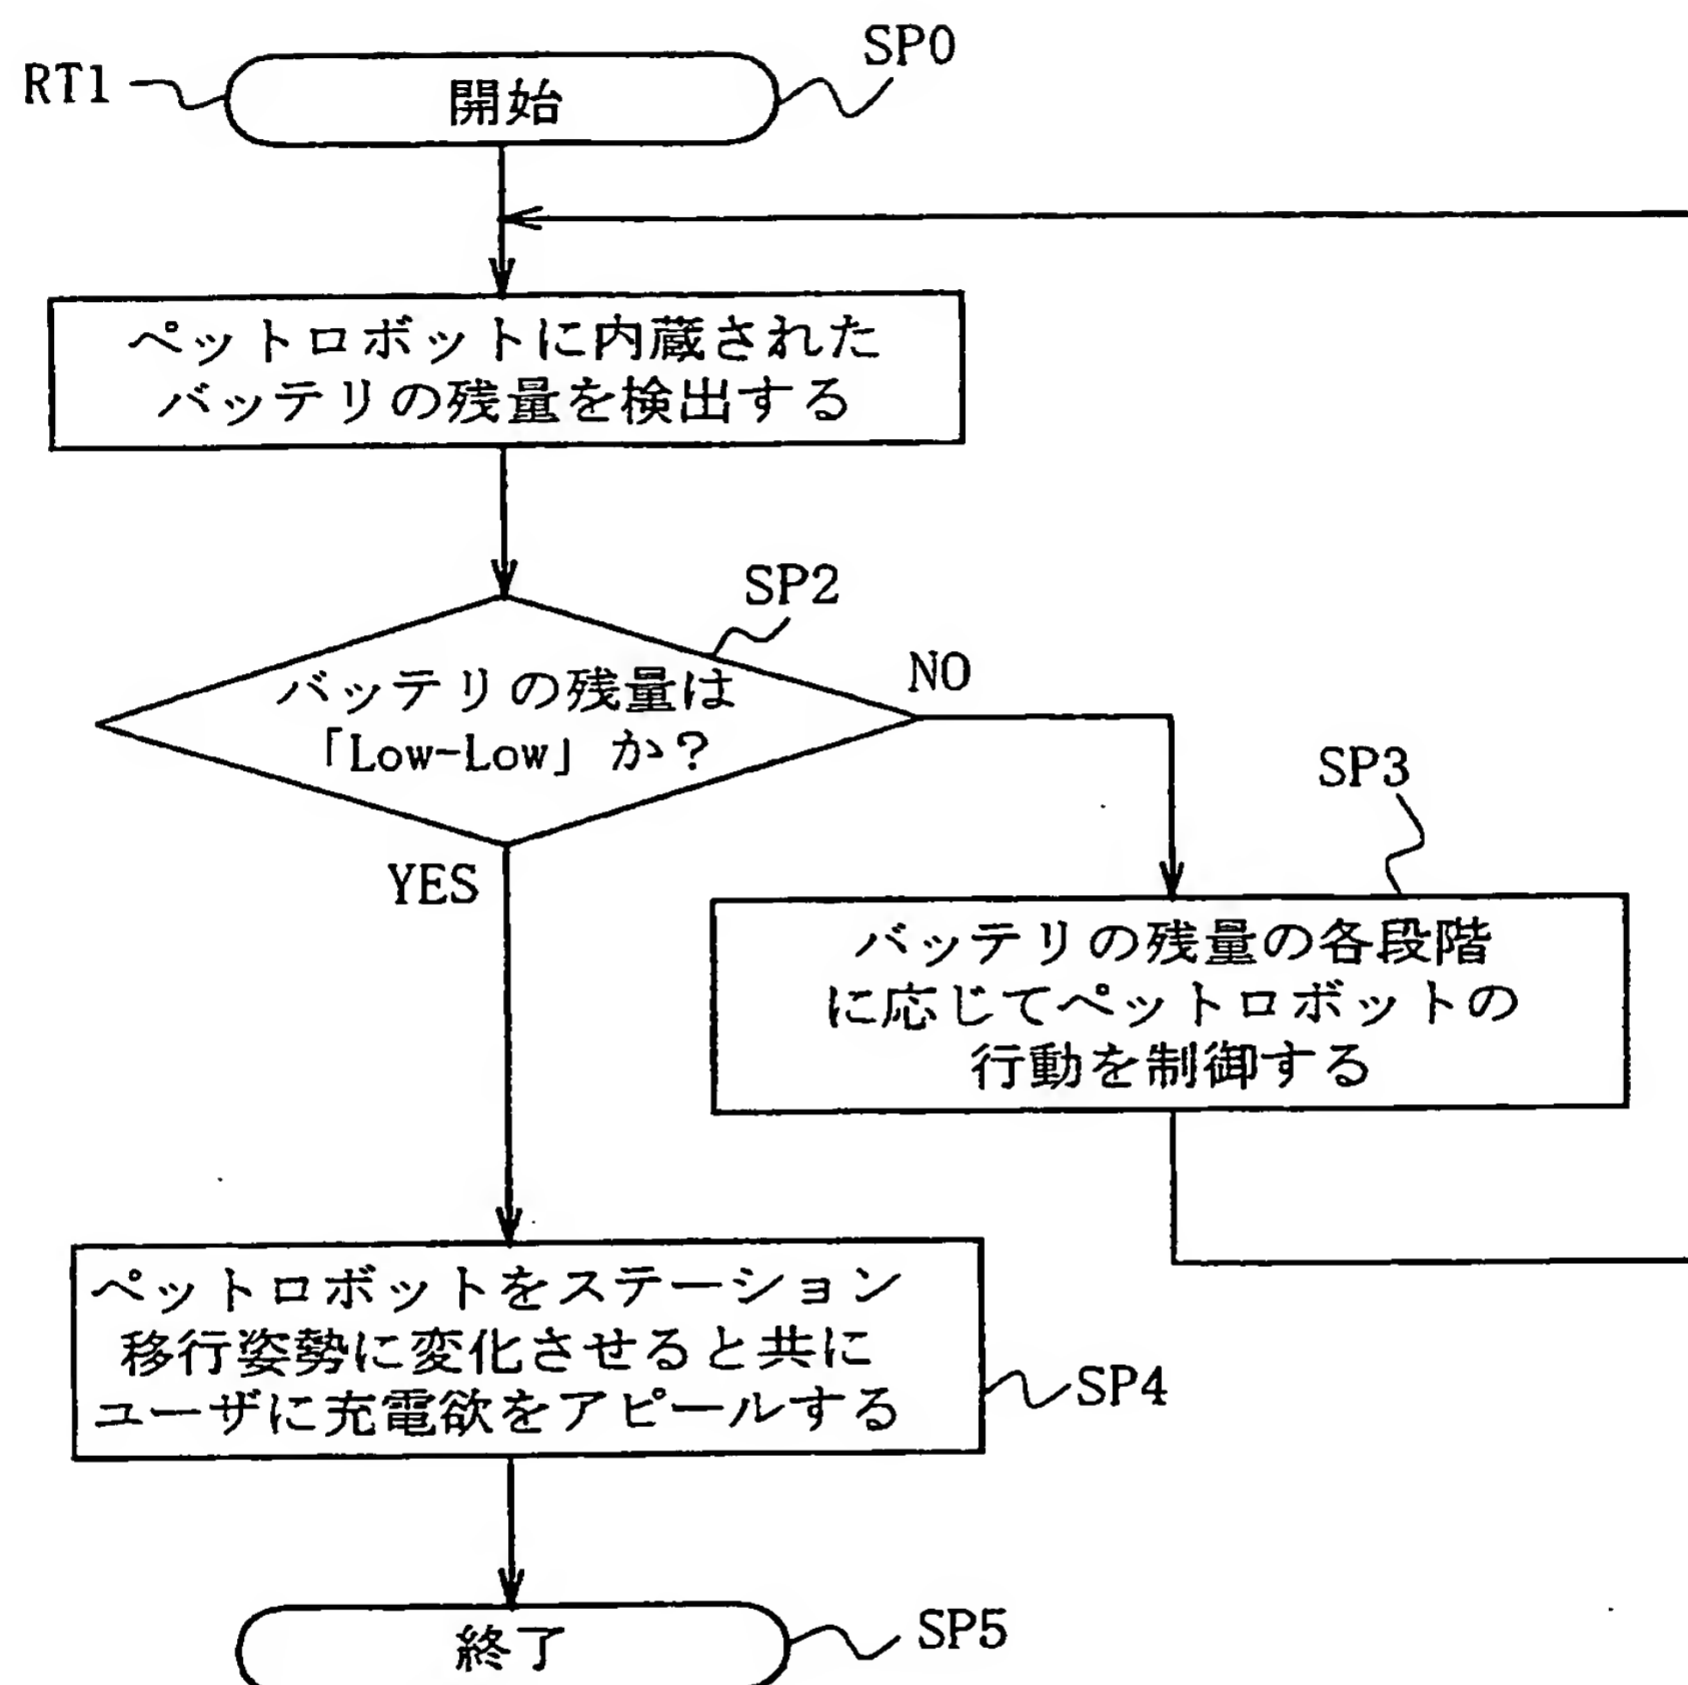 RT1
開始
SP0
ペットロボットに内蔵された
バッテリの残量を検出する
SP2
バッテリの残量は
「Low-Low」か?
NO
YES
SP3
バッテリの残量の各段階
に応じてペットロボットの
行動を制御する
ペットロボットをステーション
移行姿勢に変化させると共に
ユーザに充電欲をアピールする
SP4
終了
SP5